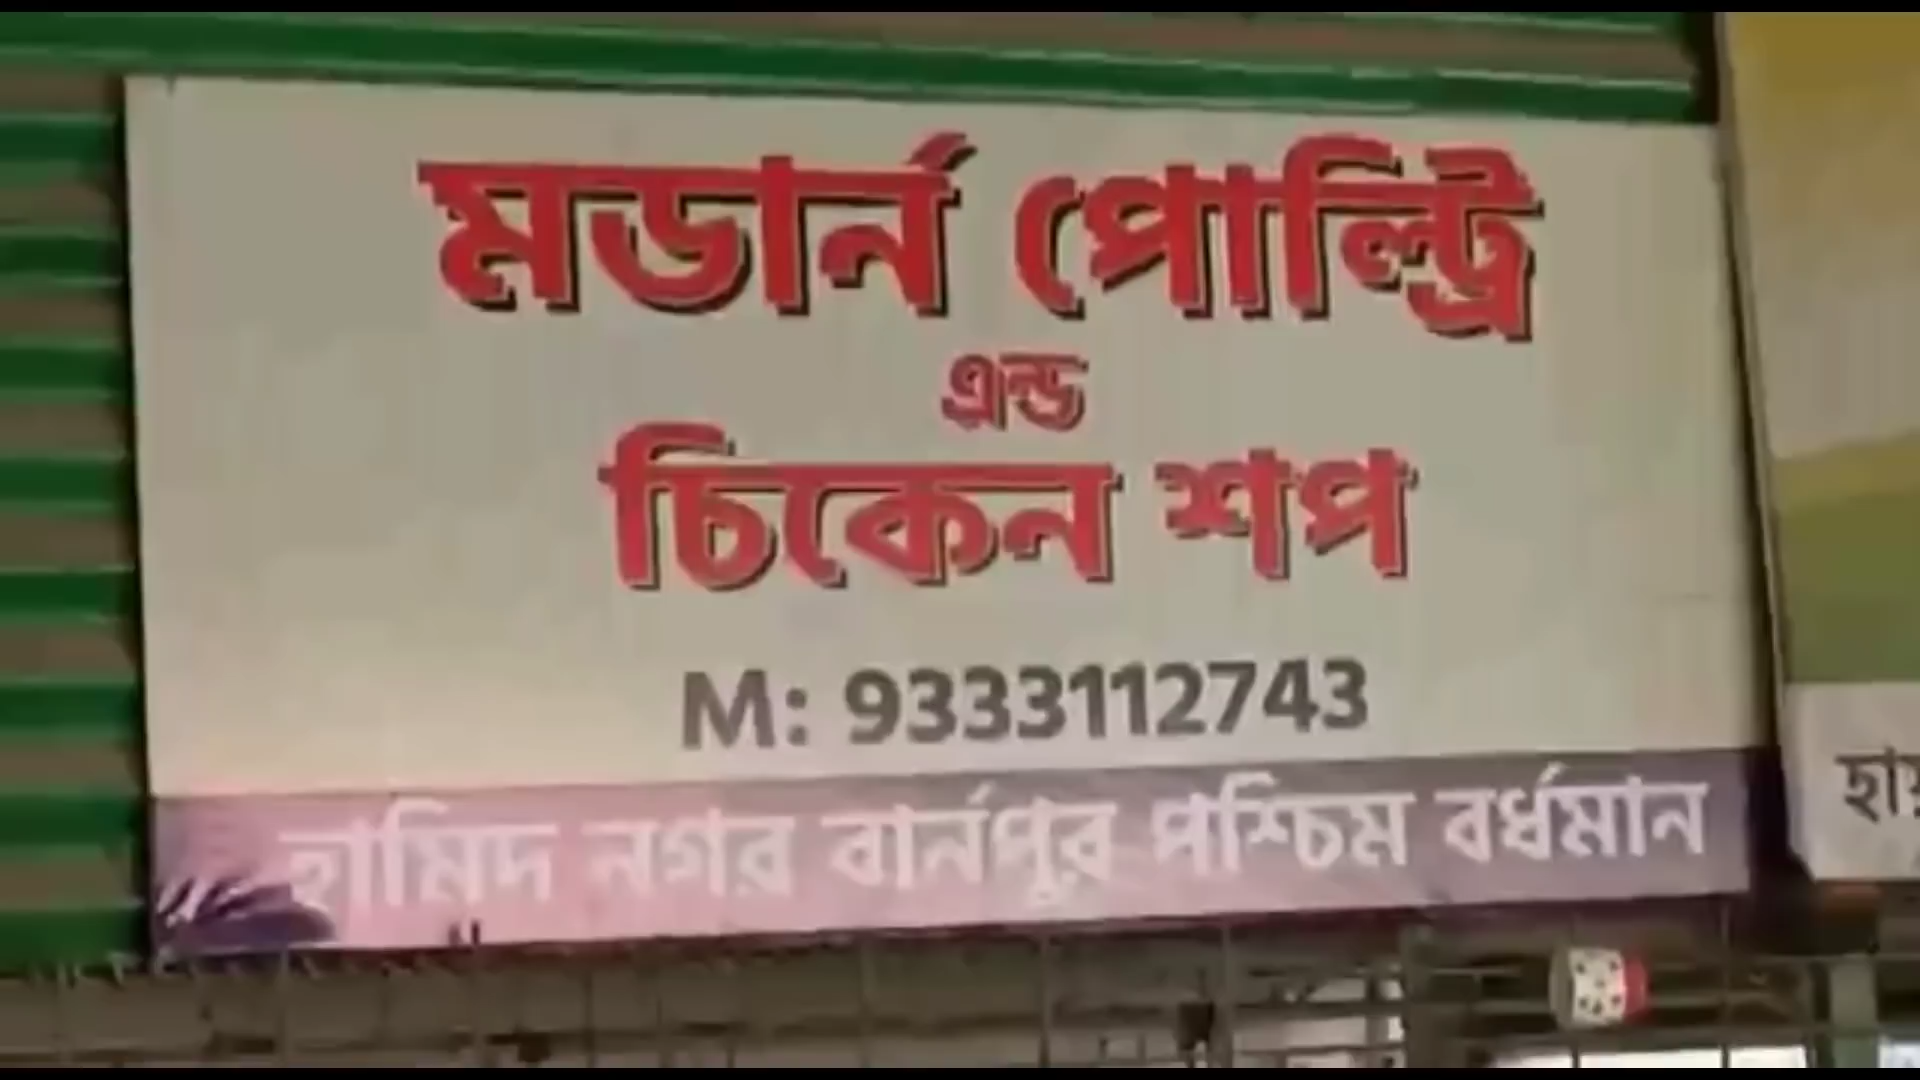 মডার্ন পোল্ট্রি
এন্ড
চিকেন শপ
M: 9333112743
হামিদ নগর বার্নপুর পশ্চিম বর্ধমান